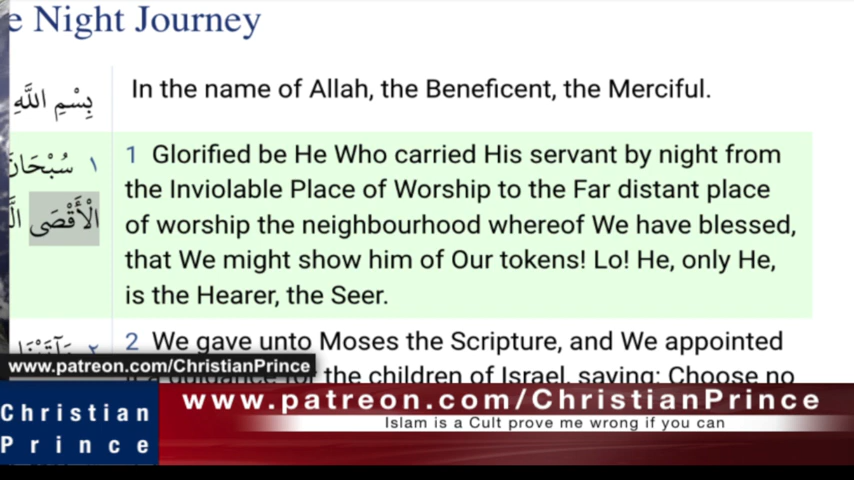 e Night Journey
بِسْمِ اللَّهِ
In the name of Allah, the Beneficent, the Merciful.
١ سُبْحَانَ
1 Glorified be He Who carried His servant by night from
the Inviolable Place of Worship to the Far distant place
الْأَقْصَى
of worship the neighbourhood whereof We have blessed,
that We might show him of Our tokens! Lo! He, only He,
is the Hearer, the Seer.
٢
2 We gave unto Moses the Scripture, and We appointed
www.patreon.com/ChristianPrince
the children of Israel, saying: Choose no
www.patreon.com/ChristianPrince
Islam is a Cult prove me wrong if you can
Christian
Prince